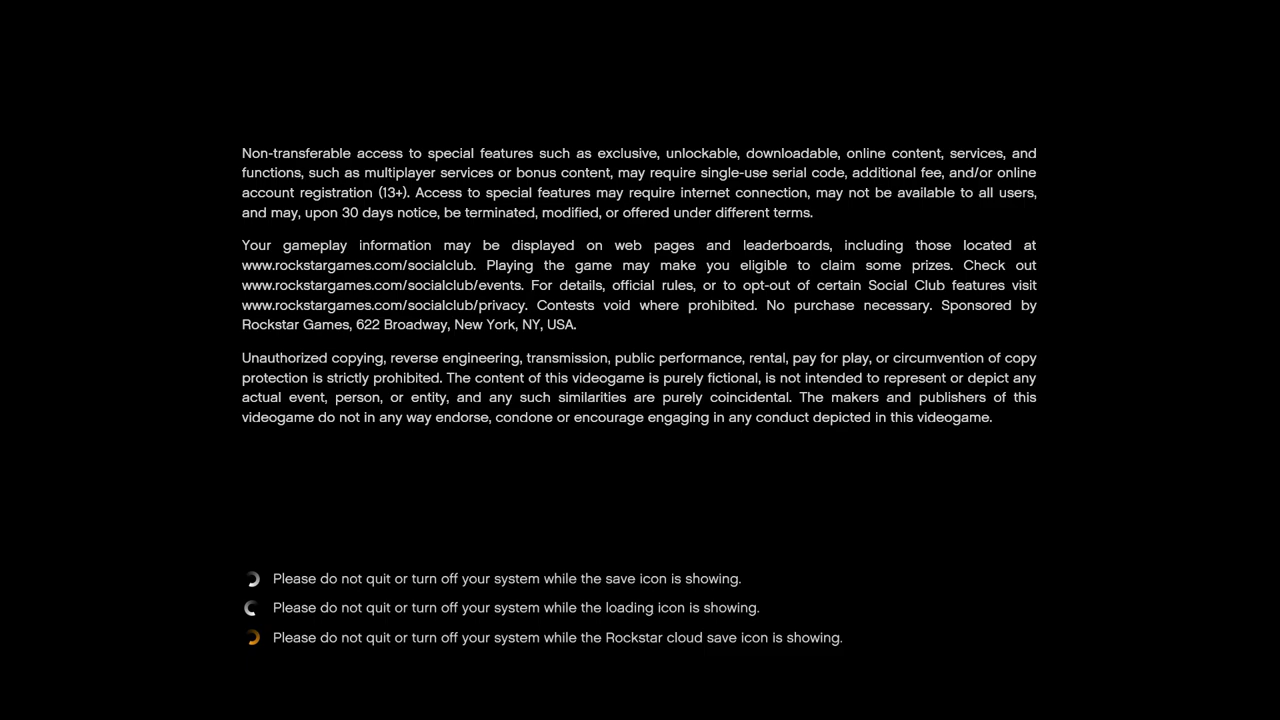 Non-transferable access to special features such as exclusive, unlockable, downloadable, online content, services, and
functions, such as multiplayer services or bonus content, may require single-use serial code, additional fee, and/or online
account registration (13+). Access to special features may require internet connection, may not be available to all users,
and may, upon 30 days notice, be terminated, modified, or offered under different terms.
Your gameplay information may be displayed on web pages and leaderboards, including those located at
www.rockstargames.com/socialclub. Playing the game may make you eligible to claim some prizes. Check out
www.rockstargames.com/socialclub/events. For details, official rules, or to opt-out of certain Social Club features visit
www.rockstargames.com/socialclub/privacy. Contests void where prohibited. No purchase necessary. Sponsored by
Rockstar Games, 622 Broadway, New York, NY, USA.
Unauthorized copying, reverse engineering, transmission, public performance, rental, pay for play, or circumvention of copy
protection is strictly prohibited. The content of this videogame is purely fictional, is not intended to represent or depict any
actual event, person, or entity, and any such similarities are purely coincidental. The makers and publishers of this
videogame do not in any way endorse, condone or encourage engaging in any conduct depicted in this videogame.
Please do not quit or turn off your system while the save icon is showing.
Please do not quit or turn off your system while the loading icon is showing.
Please do not quit or turn off your system while the Rockstar cloud save icon is showing.